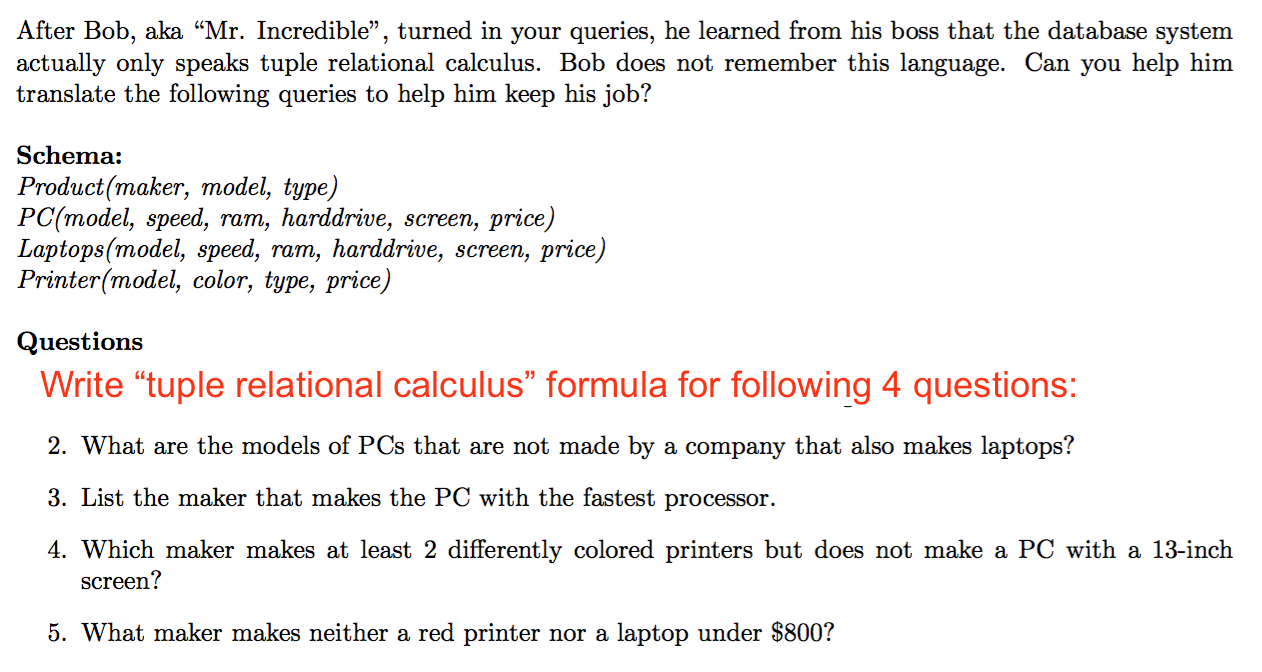 After Bob, aka “Mr. Incredible”, turned in your queries, he learned from his boss that the database system
actually only speaks tuple relational calculus. Bob does not remember this language. Can you help him
translate the following queries to help him keep his job?
Schema:
Product(maker, model, type)
PC(model, speed, ram, harddrive, screen, price)
Laptops(model, speed, ram, harddrive, screen, price)
Printer(model, color, type, price)
Questions
Write “tuple relational calculus” formula for following 4 questions:
2. What are the models of PCs that are not made by a company that also makes laptops?
3. List the maker that makes the PC with the fastest processor.
4. Which maker makes at least 2 differently colored printers but does not make a PC with a 13-inch
screen?
5. What maker makes neither a red printer nor a laptop under $800?